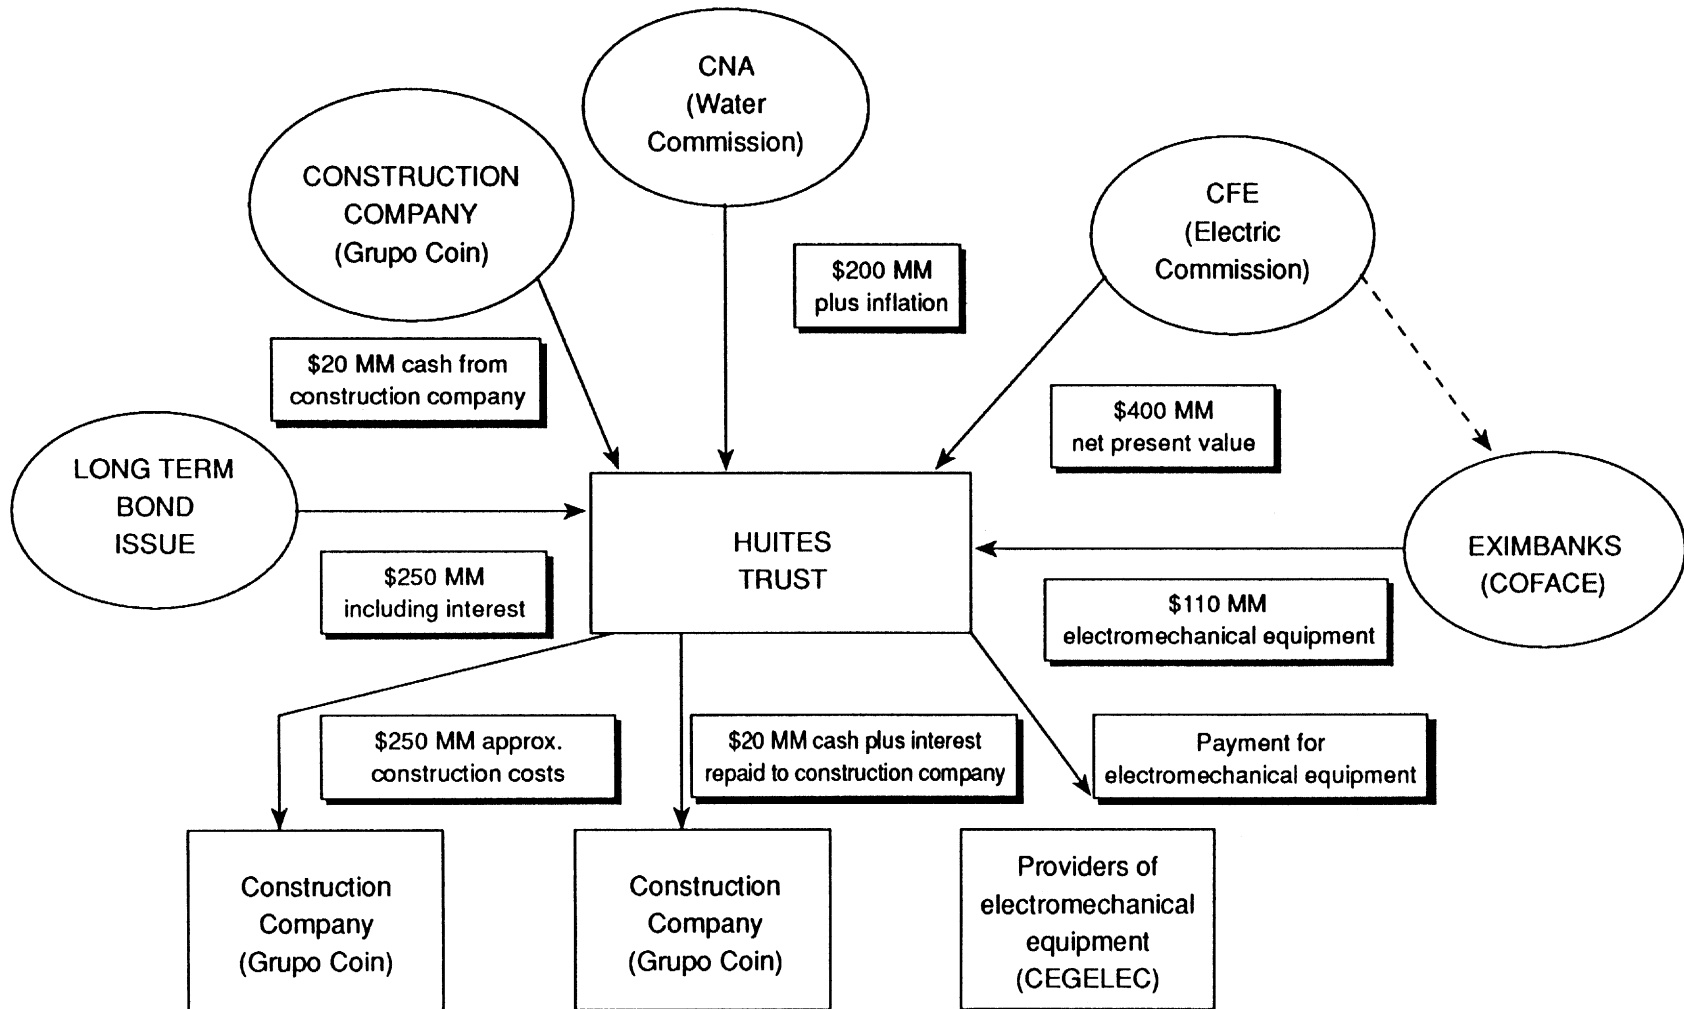 CNA
(Water
Commission)
CONSTRUCTION
COMPANY
(Grupo Coin)
CFE
(Electric
Commission)
$200 MM
plus inflation
$20 MM cash from
construction company
$400 MM
net present value
LONG TERM
BOND
ISSUE
HUITES
TRUST
EXIMBANKS
(COFACE)
$250 MM
including interest
$110 MM
electromechanical equipment
$250 MM approx.
construction costs
$20 MM cash plus interest
repaid to construction company
Payment for
electromechanical equipment
Construction
Company
(Grupo Coin)
Construction
Company
(Grupo Coin)
Providers of
electromechanical
equipment
(CEGELEC)